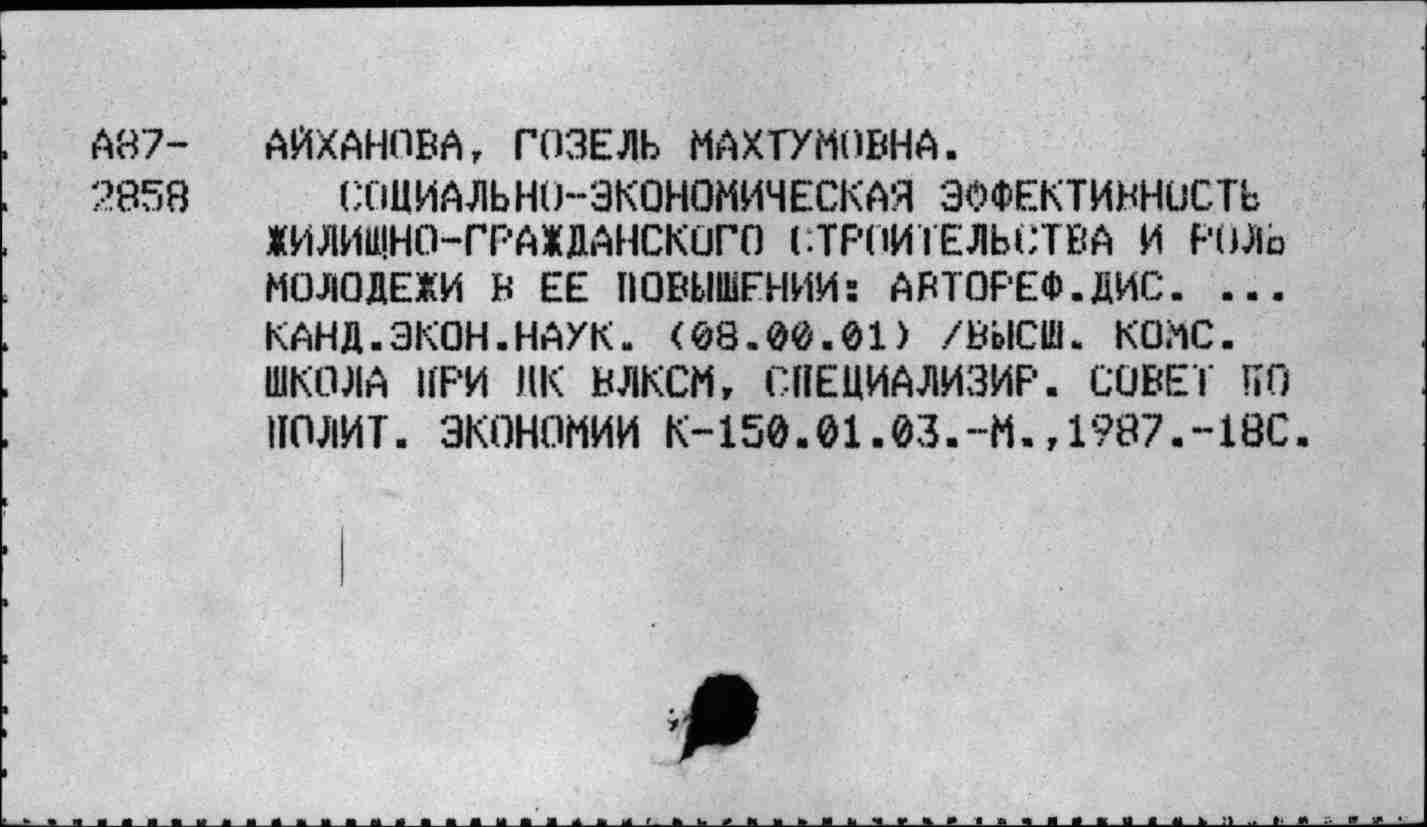 А87- АЙХАНОВА, ГОЗЕЛЬ МАХТУМОВНА.
2858 СОЦИАЛЬНО-ЭКОНОМИЧЕСКАЯ ЭФФЕКТИВНОСТЬ
ЖИЛИЩНО-ГРАЖДАНСКОГО СТРОИТЕЛЬСТВА И РОЛЬ
МОЛОДЕЖИ В ЕЕ ПОВЫШЕНИИ: АВТОРЕФ.ДИС. ...
КАНД.ЭКОН.НАУК. (08.00.01) /ВЫСШ. КОМС.
ШКОЛА ПРИ ЦК ВЛКСМ, СПЕЦИАЛИЗИР. СОВЕТ ПО
ПОЛИТ. ЭКОНОМИИ К-150.01.03.-М.,1987.-18С.